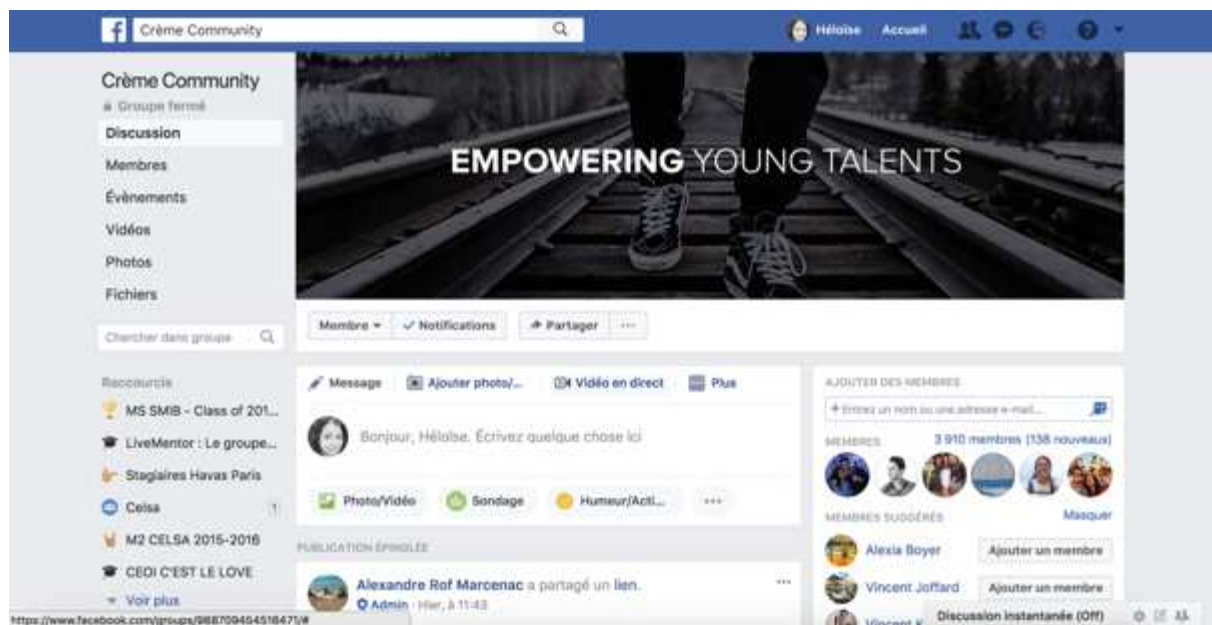 Crème Community
Héloïse Accueil
Crème Community
Groupe fermé
Discussion
Membres
Évènements
Vidéos
Photos
Fichiers
Chercher dans groupe
Raccourcis
MS SMIB - Class of 201...
LiveMentor : Le groupe...
Stagiaires Havas Paris
Celsa 1
M2 CELSA 2015-2016
CEOI C'EST LE LOVE
Voir plus
EMPOWERING YOUNG TALENTS
Membre Notifications Partager ...
Message Ajouter photo/... Vidéo en direct Plus
Bonjour, Héloïse. Écrivez quelque chose ici
Photo/Vidéo Sondage Humeur/Acti... ...
PUBLICATION ÉPINGLÉE
Alexandre Rof Marcenac a partagé un lien.
Admin · Hier, à 11:43
AJOUTER DES MEMBRES
+ Entrez un nom ou une adresse e-mail...
MEMBRES 3 910 membres (138 nouveaux)
MEMBRES SUGGÉRÉS Masquer
Alexia Boyer Ajouter un membre
Vincent Joffard Ajouter un membre
Vincent
Discussion instantanée (Off)